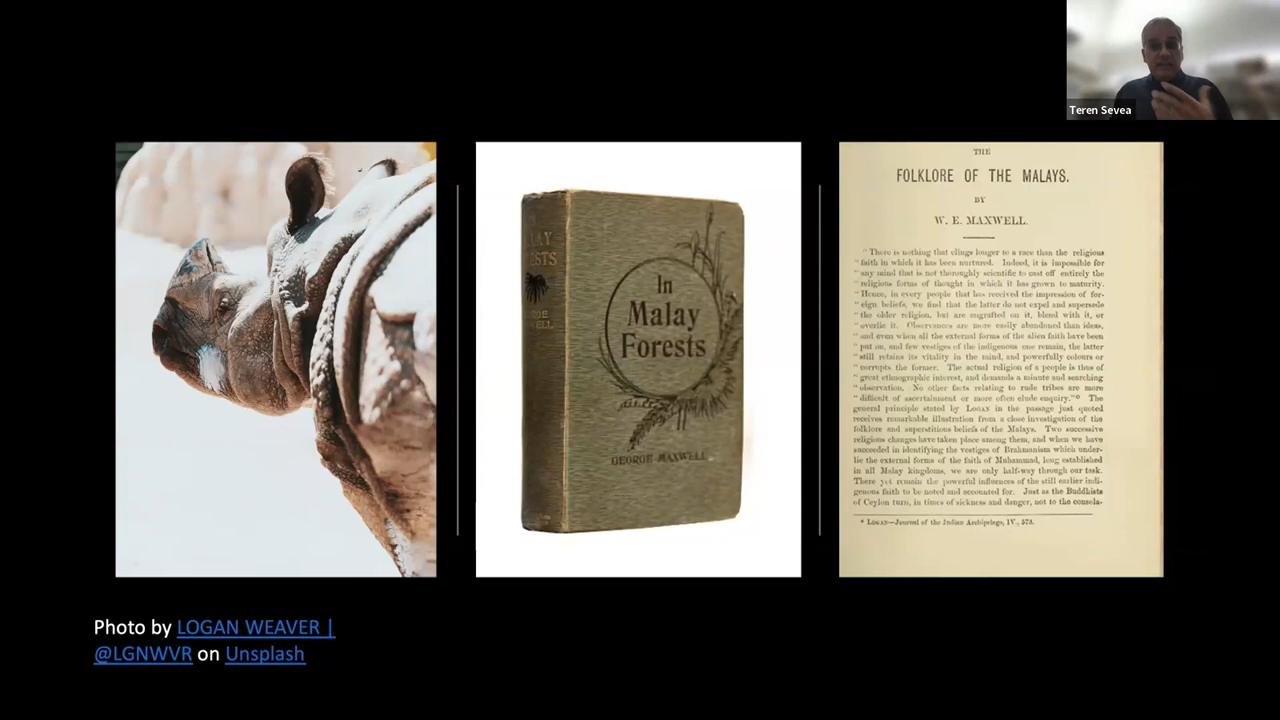 Teren Sevea
In
Malay
Forests
GEORGE MAXWELL
THE
FOLKLORE OF THE MALAYS.
BY
W. E. MAXWELL.
"There is nothing that clings longer to a race than the religious
"faith in which it has been nurtured. Indeed, it is impossible for
"any mind that is not thoroughly scientific to cast off entirely the
"religious forms of thought in which it has grown to maturity.
"Hence, in every people that has received the impression of for-
"eign beliefs, we find that the latter do not expel and supersede
"the older religion, but are engrafted on it, blend with it, or
"overlie it. Observances are more easily abandoned than ideas,
"and even when all the external forms of the alien faith have been
"put on, and few vestiges of the indigenous one remain, the latter
"still retains its vitality in the mind, and powerfully colours or
"corrupts the former. The actual religion of a people is thus of
"great ethnographic interest, and demands a minute and searching
"observation. No other facts relating to rude tribes are more
"difficult of ascertainment or more often elude enquiry."* The
general principle stated by LOGAN in the passage just quoted
receives remarkable illustration from a close investigation of the
folklore and superstitious beliefs of the Malays. Two successive
religious changes have taken place among them, and when we have
succeeded in identifying the vestiges of Brahmanism which under-
lie the external forms of the faith of Muhammad, long established
in all Malay kingdoms, we are only half-way through our task.
There yet remain the powerful influences of the still earlier indi-
genous faith to be noted and accounted for. Just as the Buddhists
of Ceylon turn, in times of sickness and danger, not to the consola-
* LOGAN—Journal of the Indian Archipelago, IV., 573.
Photo by LOGAN WEAVER |
@LGNWVR on Unsplash